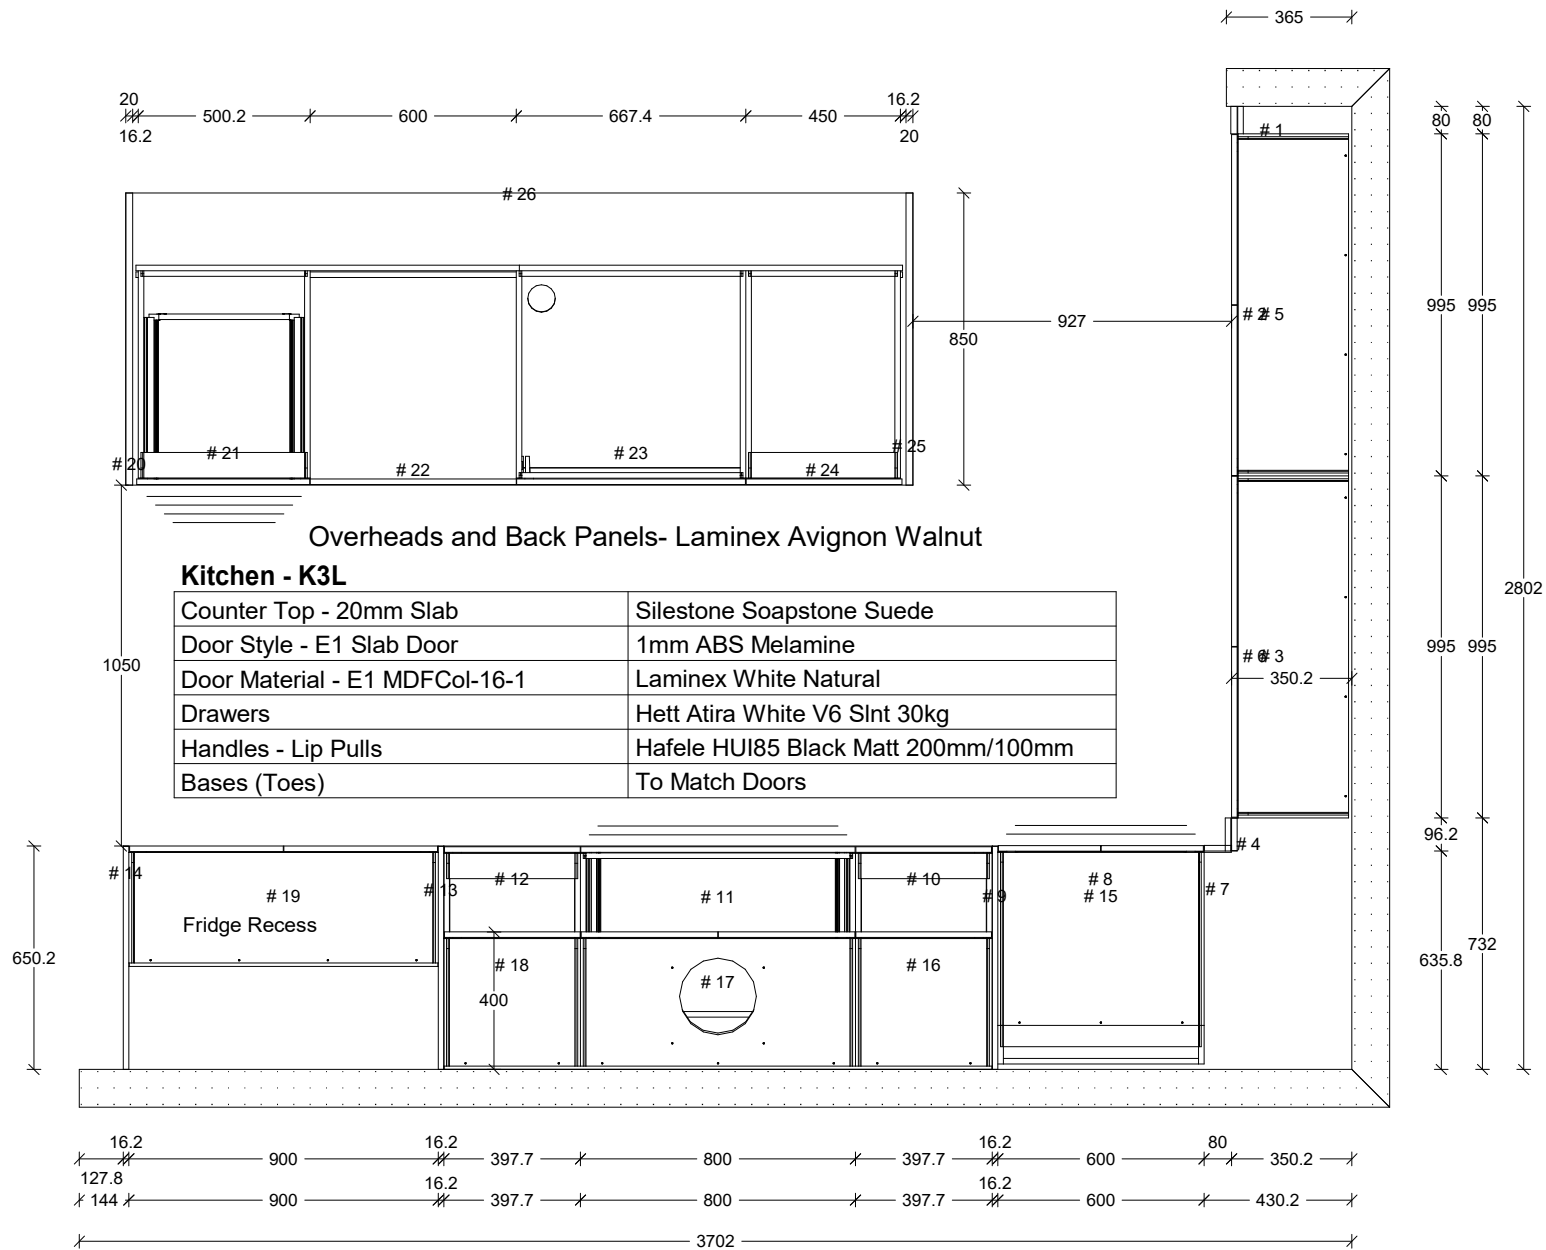 365
20 16.2
500.2 600 667.4 450
16.2 20
80 80
# 1
# 26
995 995
# 2 # 5
927
850
# 20 # 21 # 22 # 23 # 24 # 25
Overheads and Back Panels- Laminex Avignon Walnut
Kitchen - K3L
Counter Top - 20mm Slab Silestone Soapstone Suede
Door Style - E1 Slab Door 1mm ABS Melamine
Door Material - E1 MDFCol-16-1 Laminex White Natural
Drawers Hett Atira White V6 Slnt 30kg
Handles - Lip Pulls Hafele HUI85 Black Matt 200mm/100mm
Bases (Toes) To Match Doors
2802
1050
995 995
# 6 # 3
350.2
96.2
# 4
# 14 # 13 # 12 # 10 # 8 # 7
# 19 # 11 # 9 # 15
Fridge Recess
650.2
# 18 # 17 # 16
400
635.8 732
16.2 16.2 16.2 80
900 397.7 800 397.7 600 350.2
127.8
16.2 16.2
144 900 397.7 800 397.7 600 430.2
3702